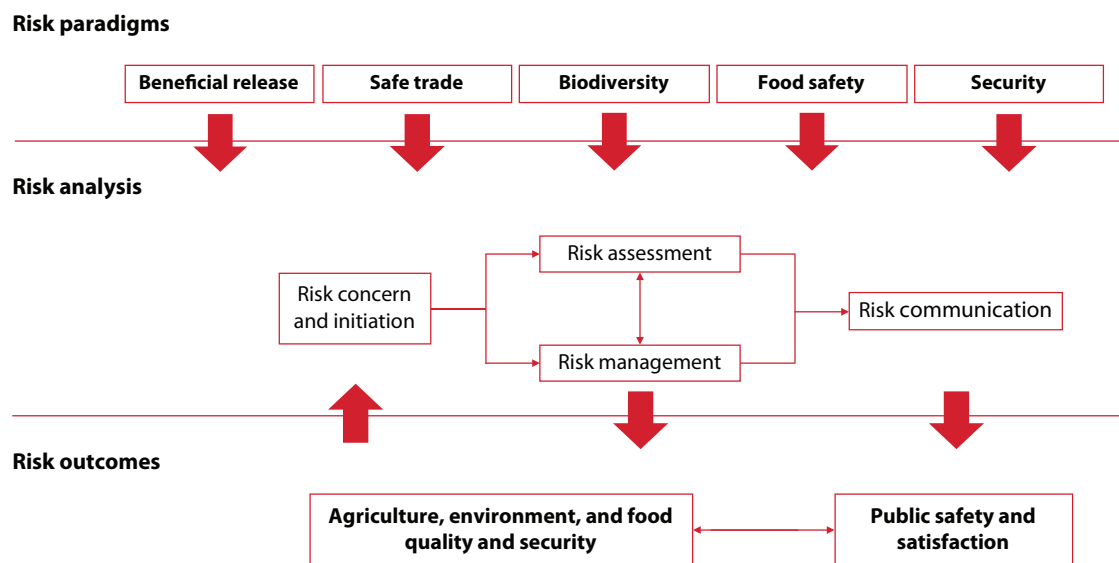 Risk paradigms
Beneficial release
Safe trade
Biodiversity
Food safety
Security
Risk analysis
Risk assessment
Risk concern
and initiation
Risk communication
Risk management
Risk outcomes
Agriculture, environment, and food
quality and security
Public safety and
satisfaction